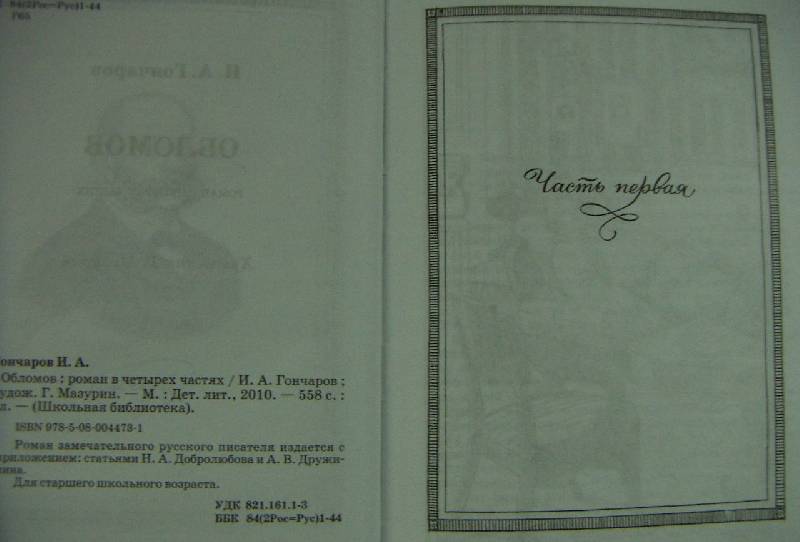 84(2Рос=Рус)1-44
Г65
И. А. Гончаров
ОБЛОМОВ
ончаров И. А.
Обломов : роман в четырех частях / И. А. Гончаров ;
удож. Г. Мазурин. — М. : Дет. лит., 2010. — 558 с. :
л. — (Школьная библиотека).
ISBN 978-5-08-004473-1
Роман замечательного русского писателя издается с
приложением: статьями Н. А. Добролюбова и А. В. Дружи-
нина.
Для старшего школьного возраста.
УДК 821.161.1-3
ББК 84(2Рос=Рус)1-44
Часть первая